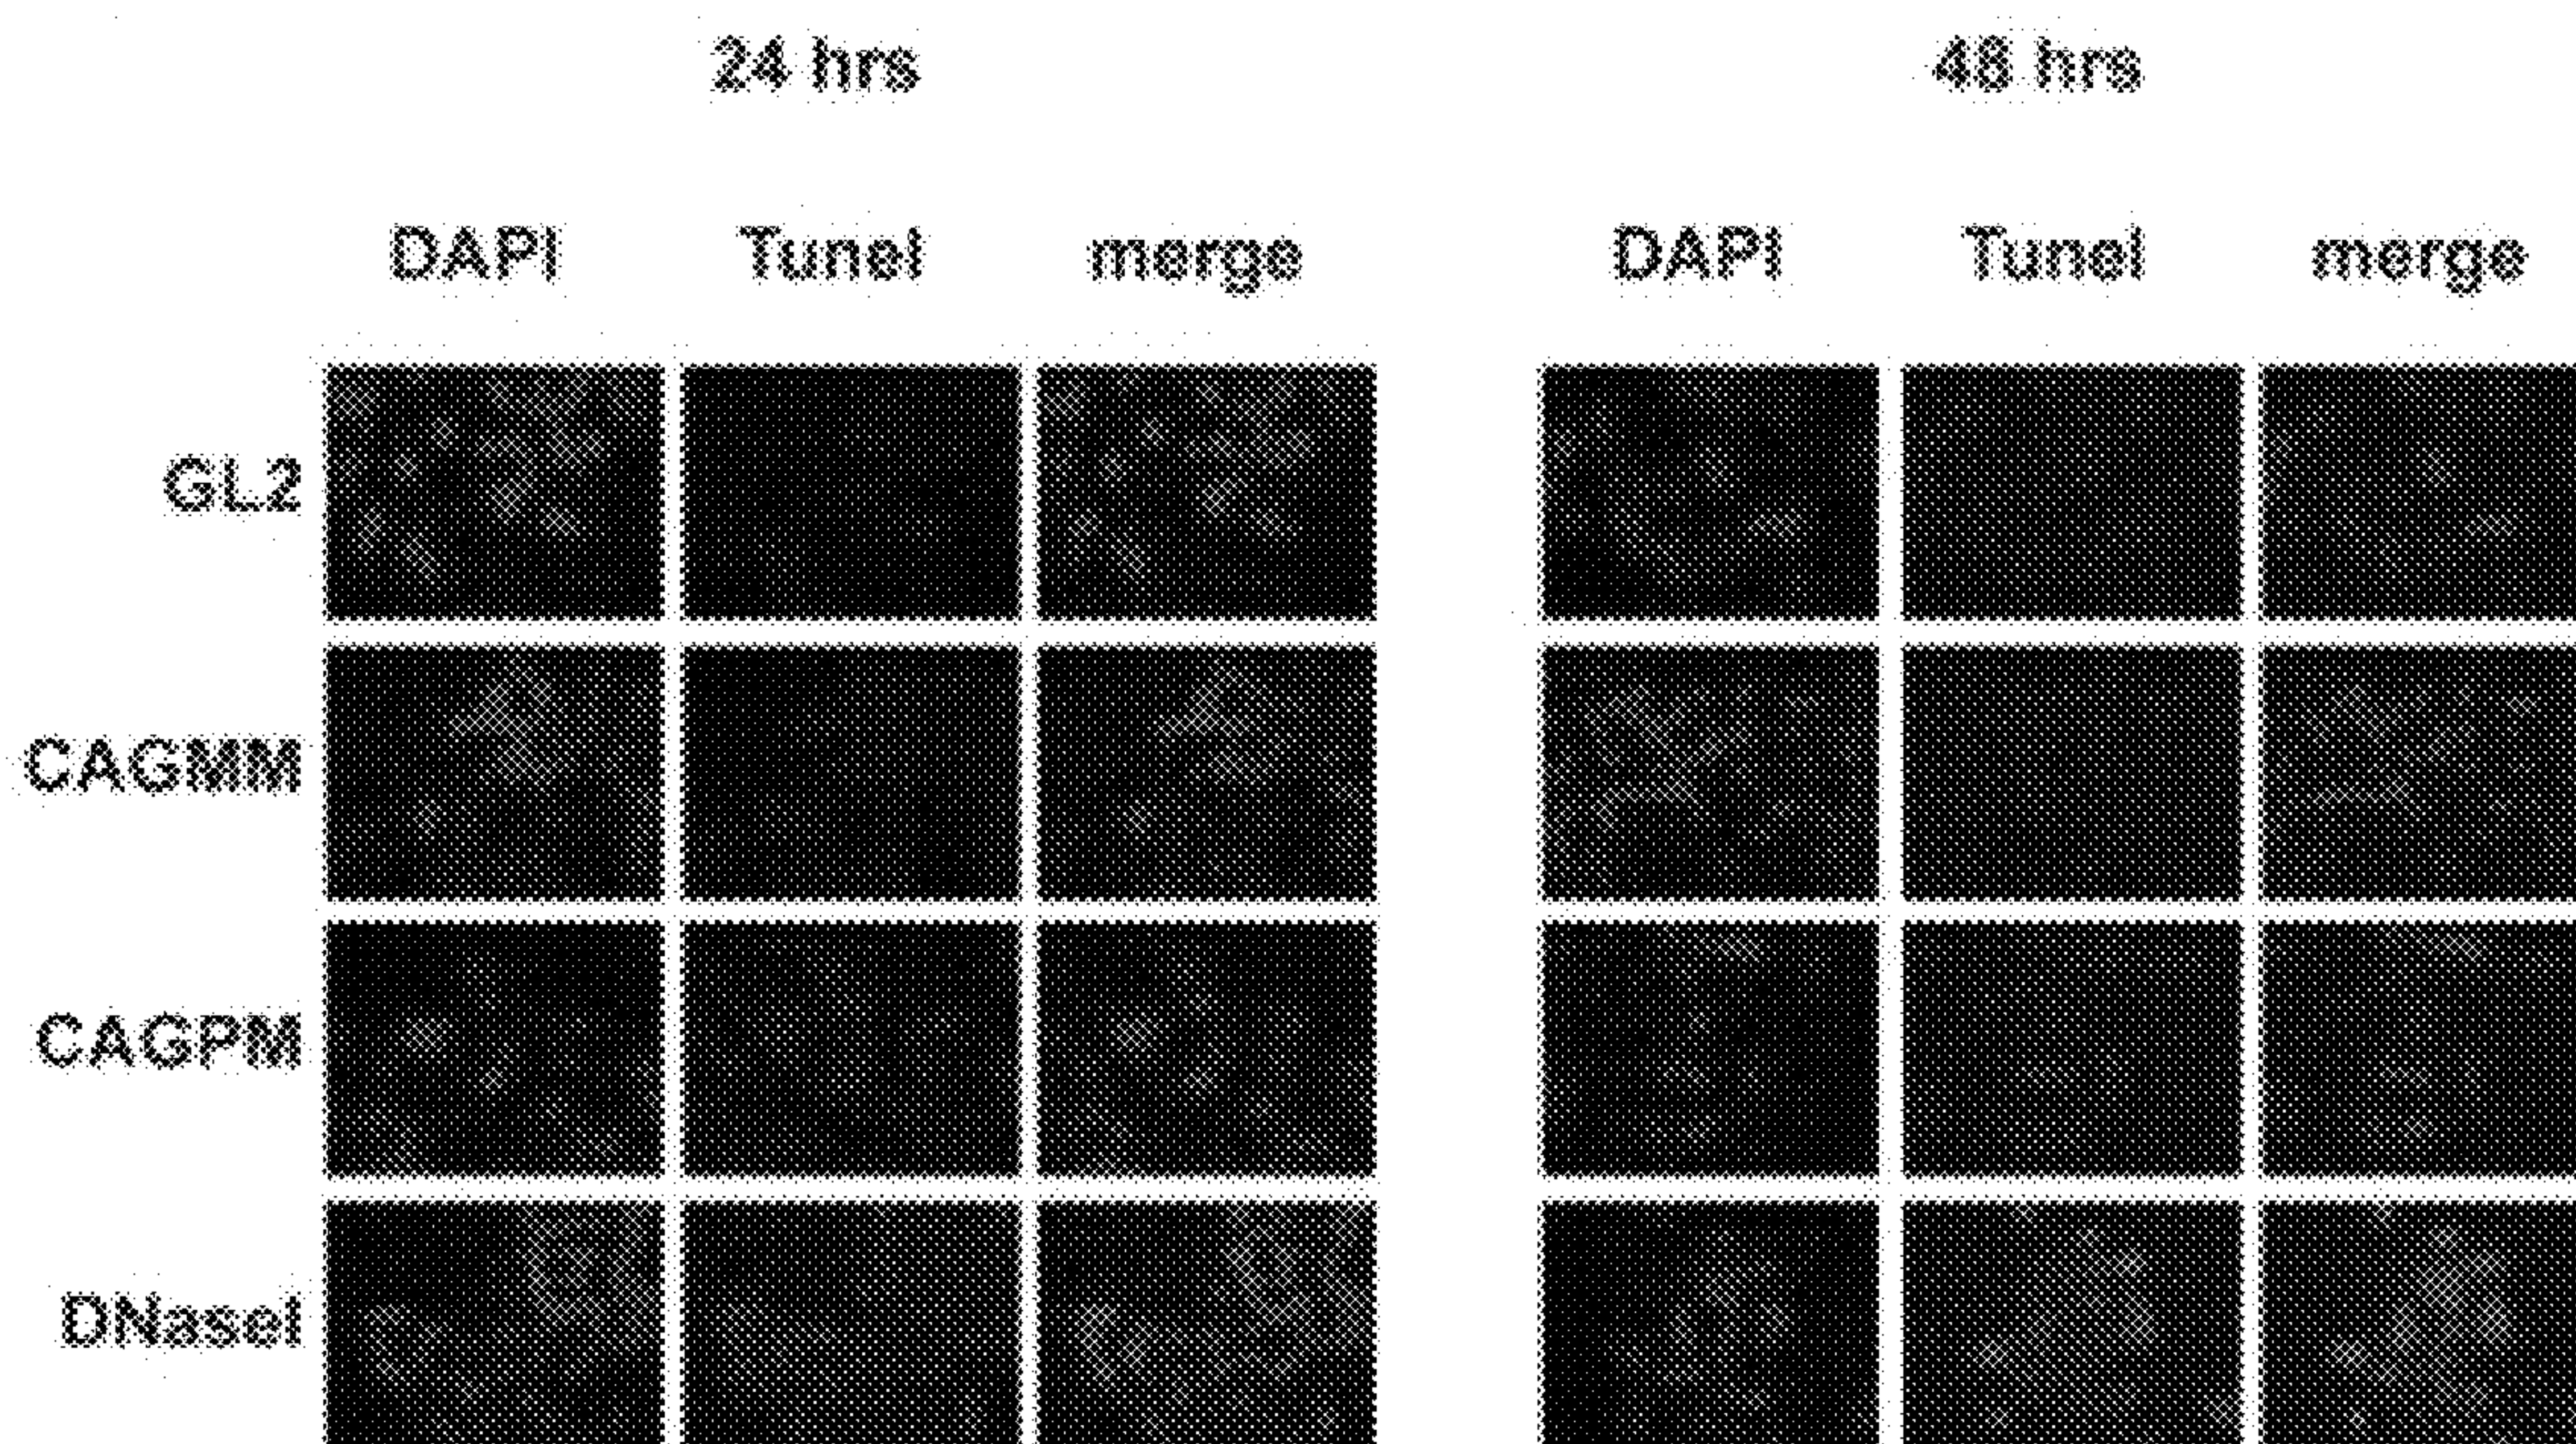 24 hrs 48 hrs
DAPI Tunel merge DAPI Tunel merge
GL2
CAGMM
CAGPM
DNaseI